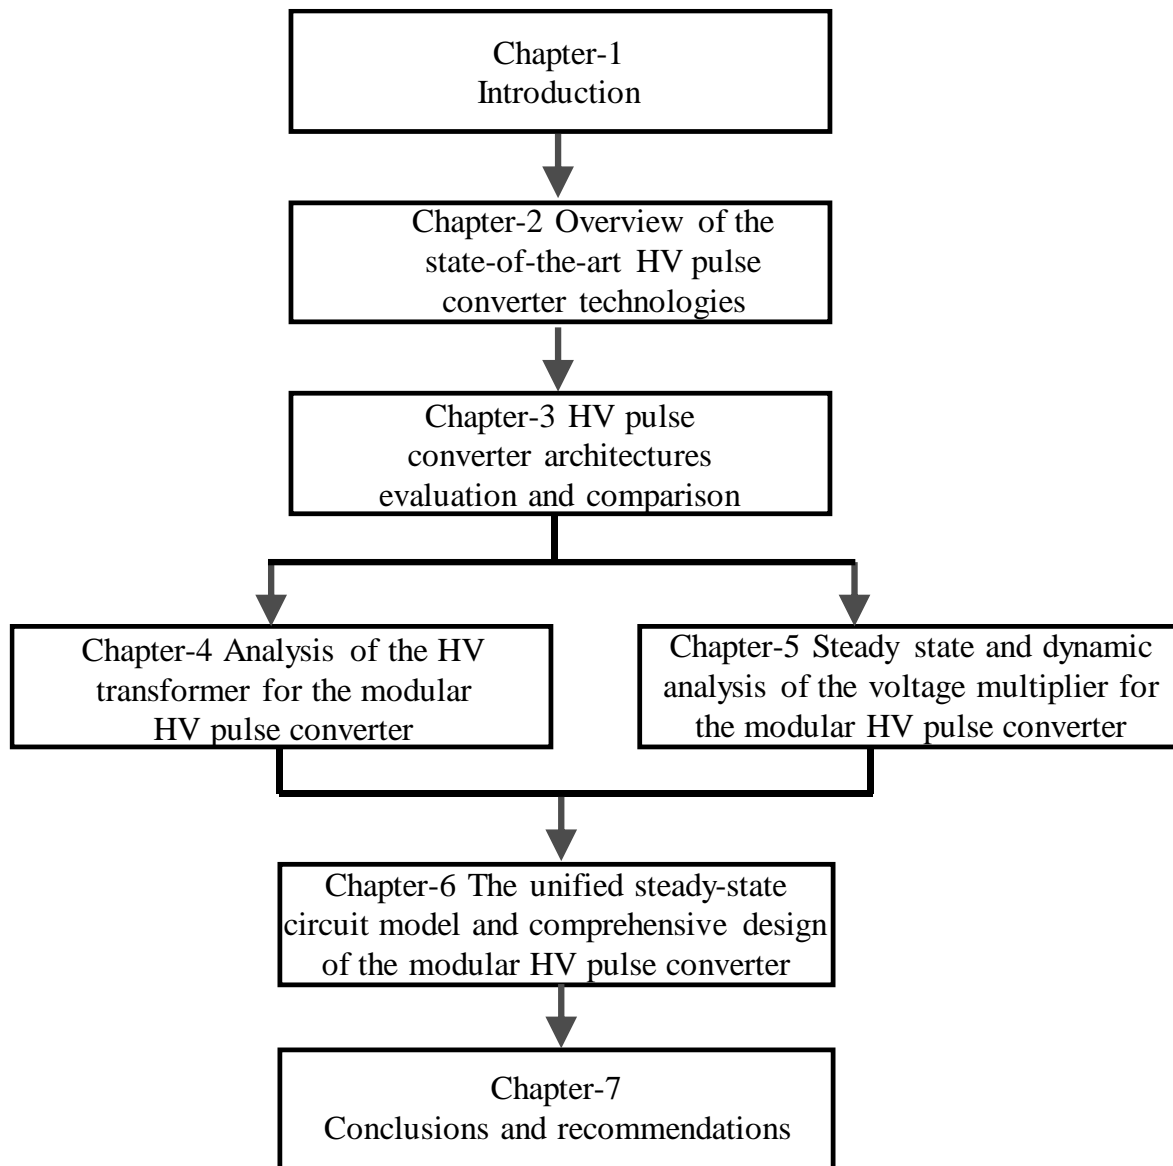 Chapter-1
Introduction
Chapter-2 Overview of the
state-of-the-art HV pulse
converter technologies
Chapter-3 HV pulse
converter architectures
evaluation and comparison
Chapter-4 Analysis of the HV
transformer for the modular
HV pulse converter
Chapter-5 Steady state and dynamic
analysis of the voltage multiplier for
the modular HV pulse converter
Chapter-6 The unified steady-state
circuit model and comprehensive design
of the modular HV pulse converter
Chapter-7
Conclusions and recommendations